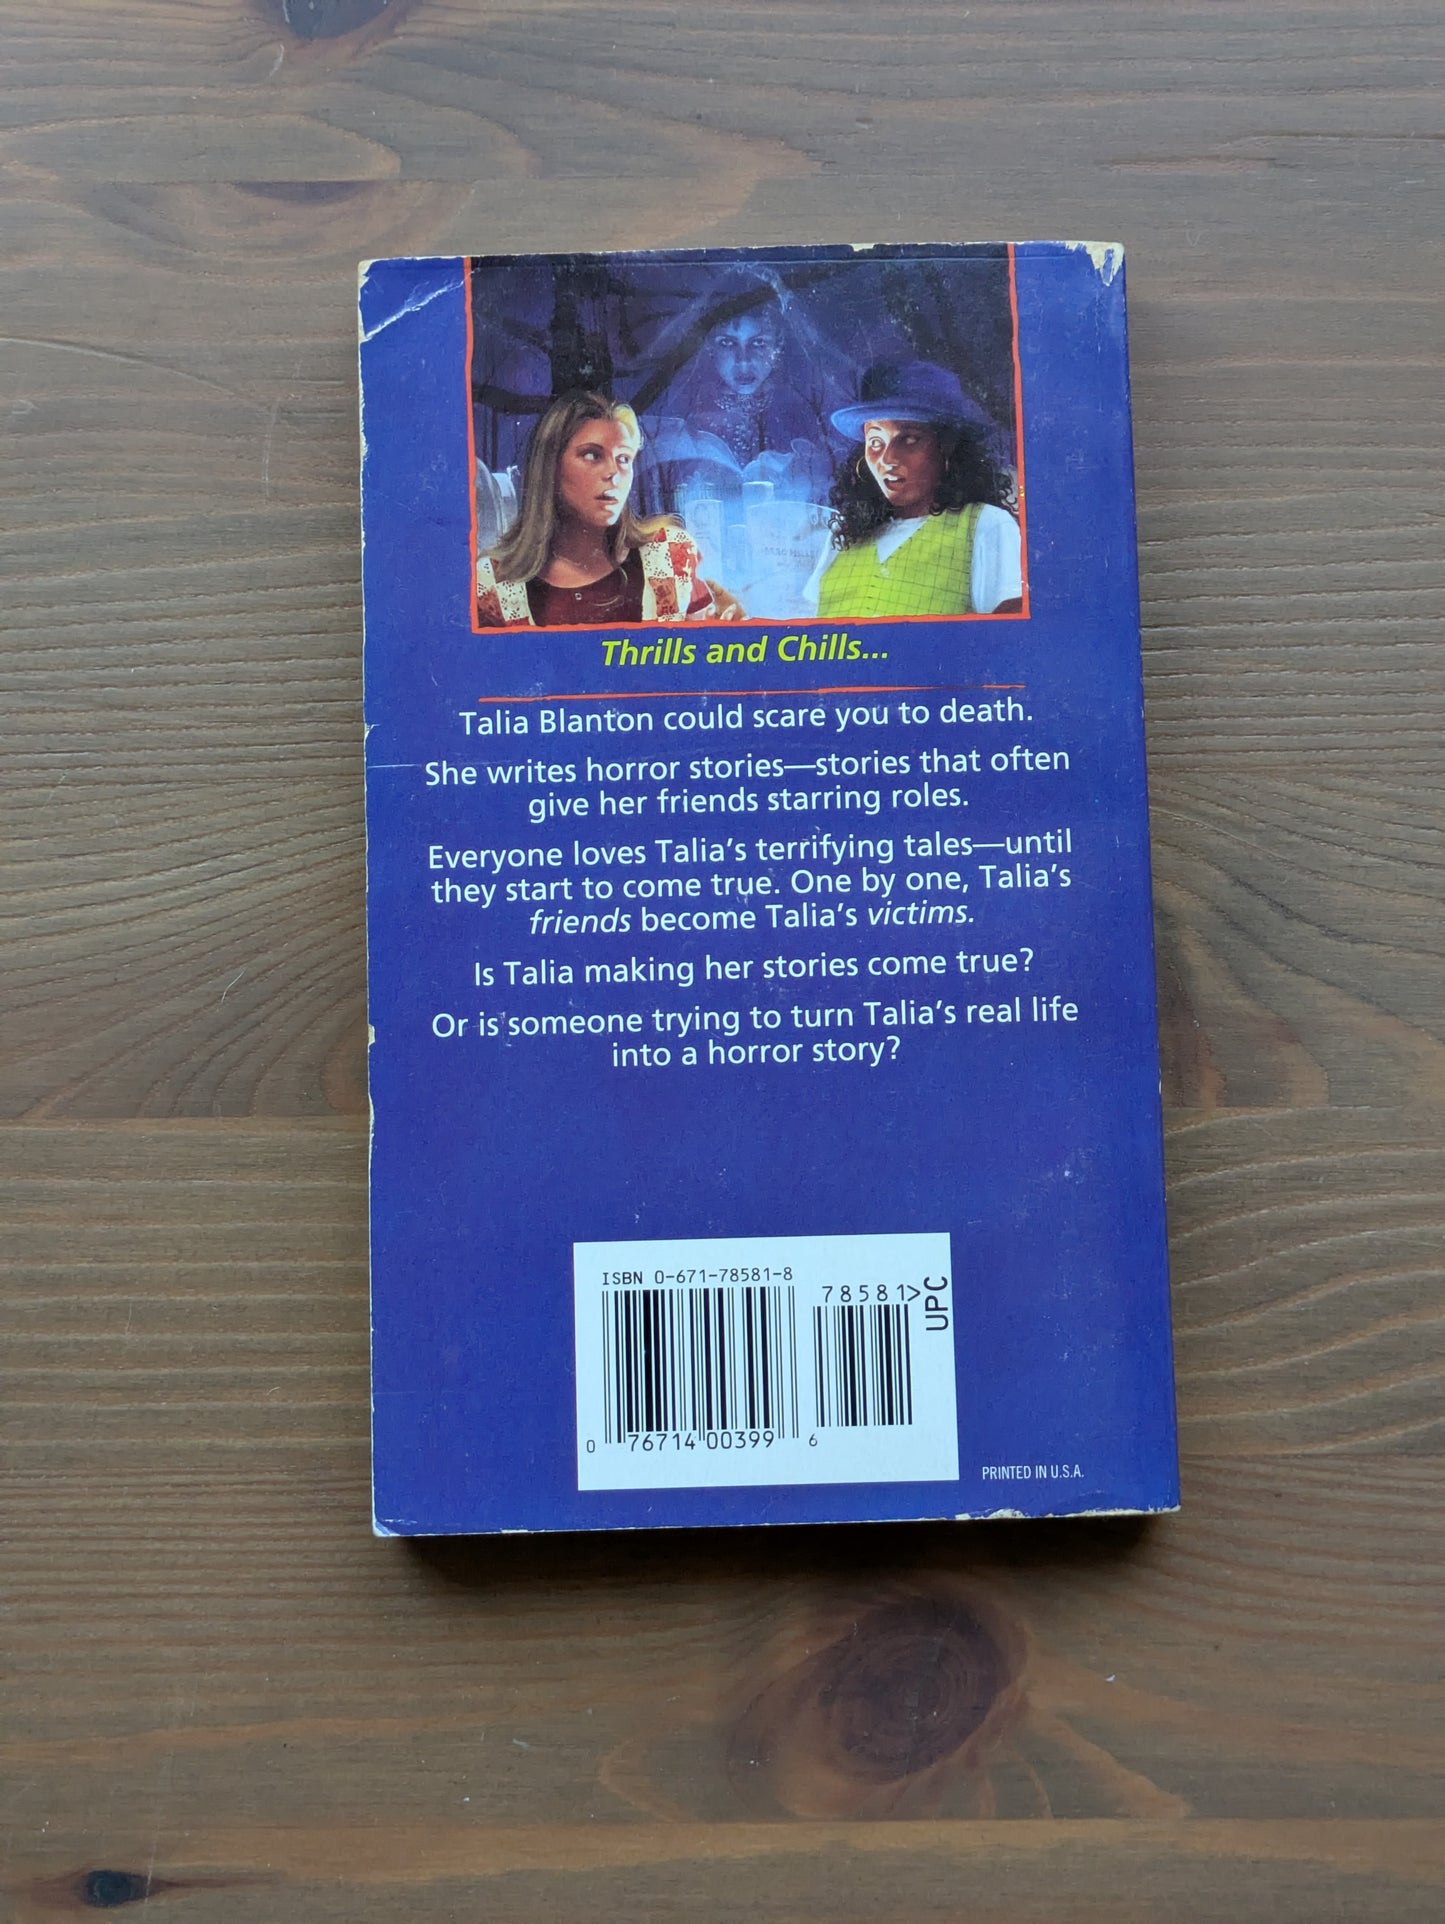 Thrills and Chills...
Talia Blanton could scare you to death.
She writes horror stories—stories that often
give her friends starring roles.
Everyone loves Talia's terrifying tales—until
they start to come true. One by one, Talia's
friends become Talia's victims.
Is Talia making her stories come true?
Or is someone trying to turn Talia's real life
into a horror story?
ISBN 0-671-78581-8
78581>
UPC
0 76714 00399 6
PRINTED IN U.S.A.